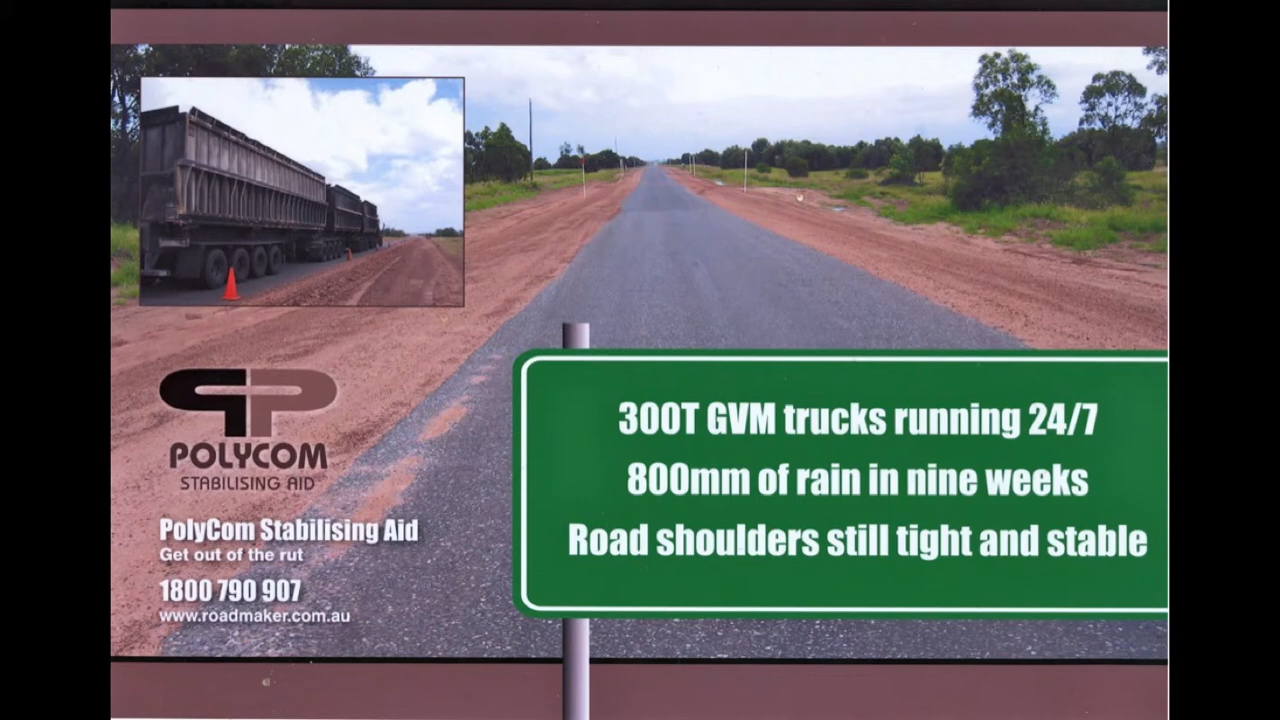 POLYCOM
STABILISING AID
PolyCom Stabilising Aid
Get out of the rut
1800 790 907
www.roadmaker.com.au
300T GVM trucks running 24/7
800mm of rain in nine weeks
Road shoulders still tight and stable